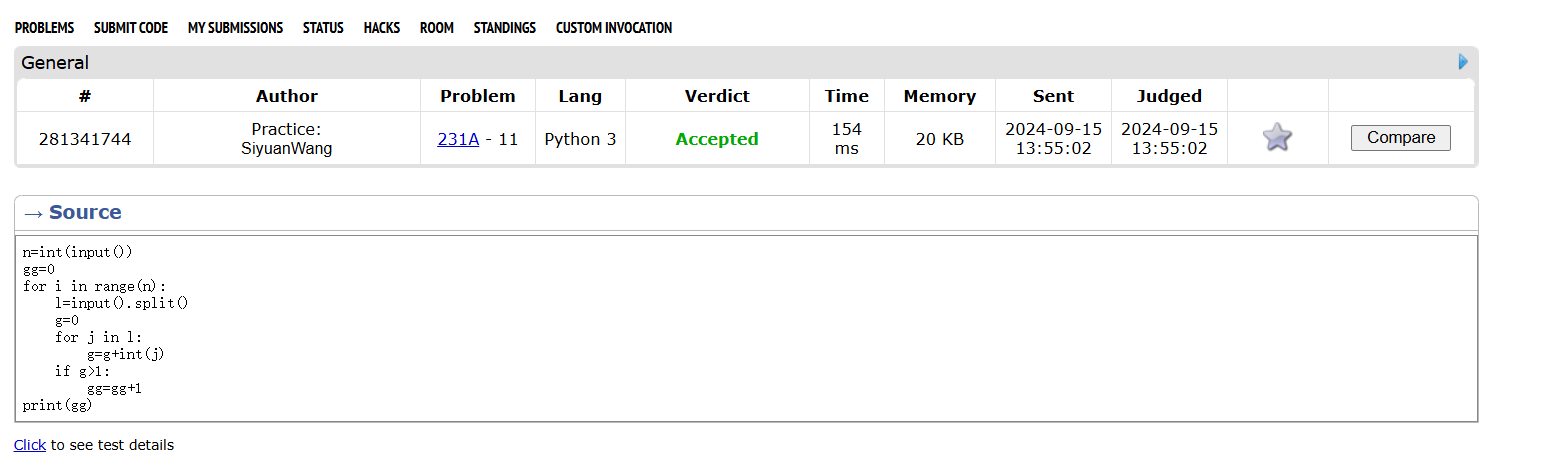 PROBLEMS SUBMIT CODE MY SUBMISSIONS STATUS HACKS ROOM STANDINGS CUSTOM INVOCATION
General
# Author Problem Lang Verdict Time Memory Sent Judged
281341744 Practice: SiyuanWang 231A - 11 Python 3 Accepted 154 ms 20 KB 2024-09-15 13:55:02 2024-09-15 13:55:02 Compare
→ Source
n=int(input())
gg=0
for i in range(n):
    l=input().split()
    g=0
    for j in l:
        g=g+int(j)
    if g>1:
        gg=gg+1
print(gg)
Click to see test details